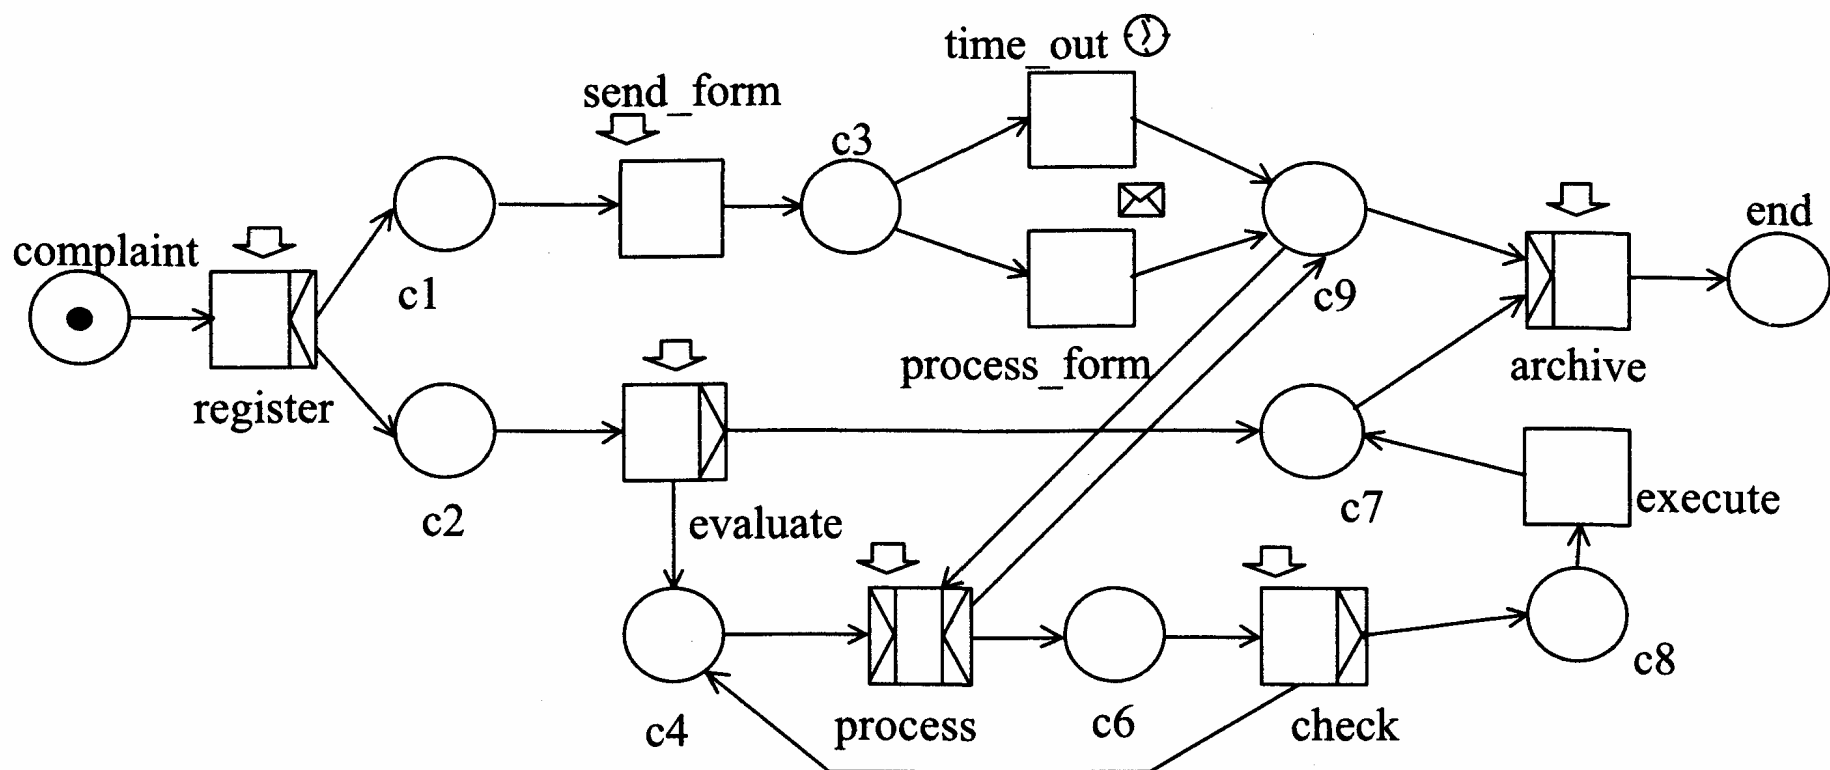 time_out
send_form
c3
end
complaint
c1
c9
process_form
archive
register
c2
evaluate
c7
execute
c8
c4
process
c6
check